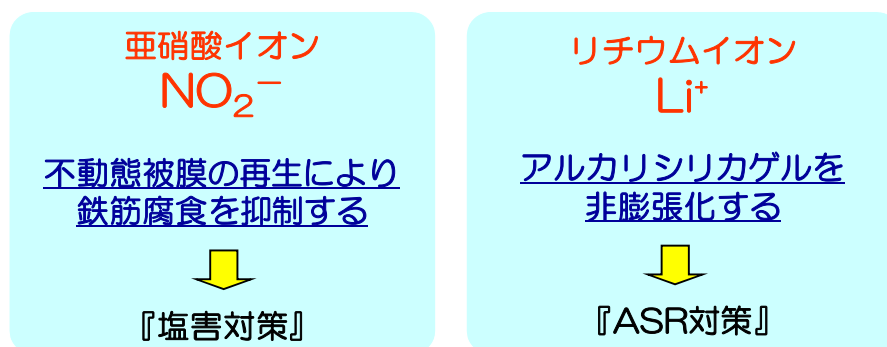 亜硝酸イオン
NO₂⁻
不動態被膜の再生により
鉄筋腐食を抑制する
『塩害対策』
リチウムイオン
Li⁺
アルカリシリカゲルを
非膨張化する
『ASR対策』